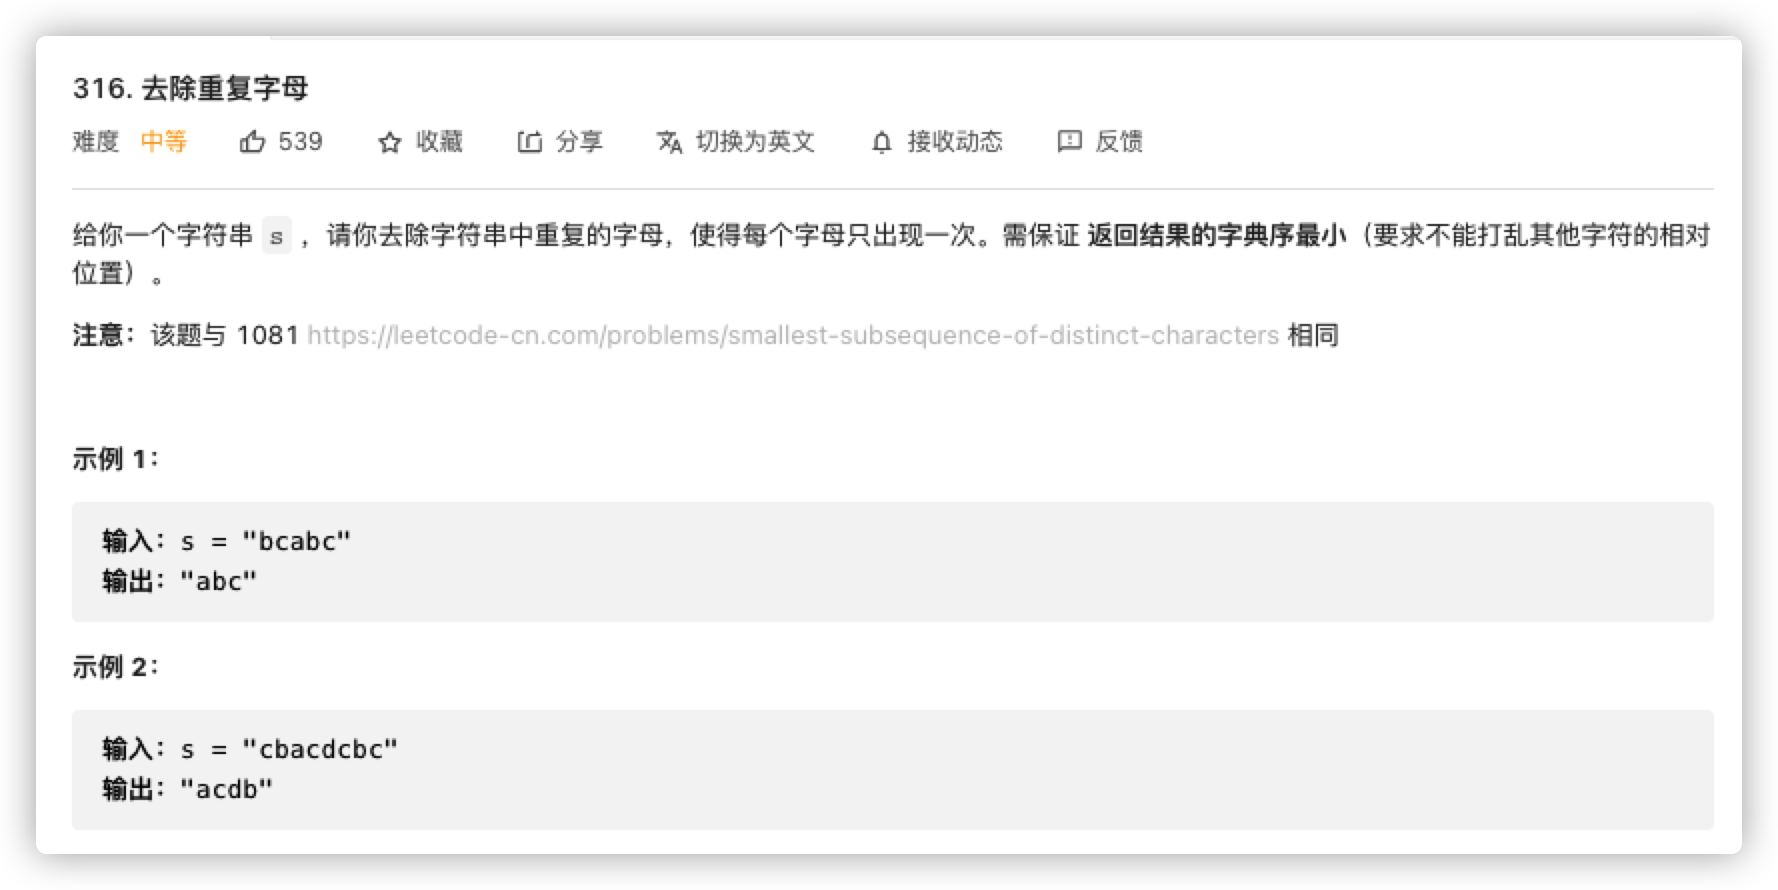 316. 去除重复字母
难度 中等 539 收藏 分享 切换为英文 接收动态 反馈
给你一个字符串 s ，请你去除字符串中重复的字母，使得每个字母只出现一次。需保证 返回结果的字典序最小（要求不能打乱其他字符的相对
位置）。
注意：该题与 1081 https://leetcode-cn.com/problems/smallest-subsequence-of-distinct-characters 相同
示例 1：
输入：s = "bcabc"
输出："abc"
示例 2：
输入：s = "cbacdcbc"
输出："acdb"